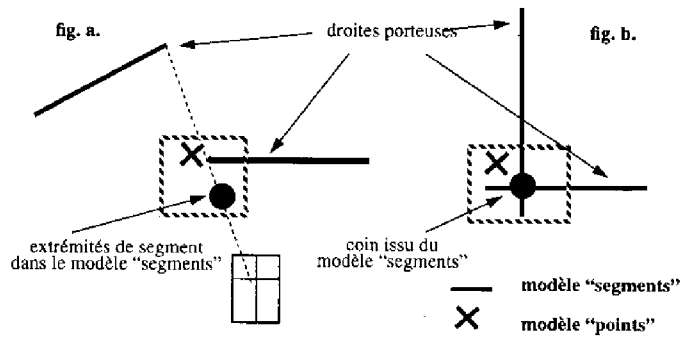 fig. a.
droites porteuses
fig. b.
extrémités de segment
dans le modèle “segments”
coin issu du
modèle “segments”
modèle “segments”
modèle “points”